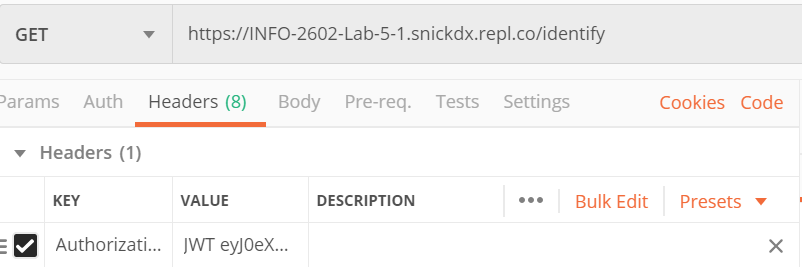 GET https://INFO-2602-Lab-5-1.snickdx.repl.co/identify
Params Auth Headers (8) Body Pre-req. Tests Settings Cookies Code
Headers (1)
KEY VALUE DESCRIPTION ••• Bulk Edit Presets
Authorizati... JWT eyJ0eX...